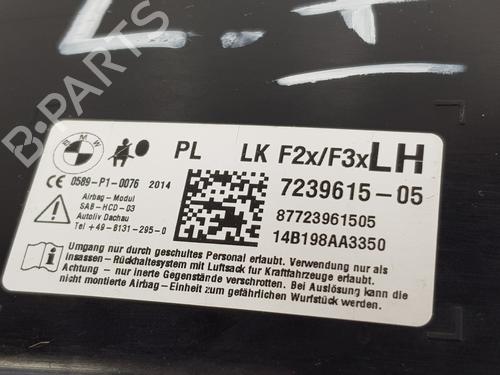 L.T
B-PARTS
BMW
PL LK F2x/F3x LH
CE 0589-P1-0076 2014
7239615-05
Airbag-Modul
SAB-HCD-03
87723961505
Autoliv Dachau
14B198AA3350
Tel +49-8131-295-0
Umgang nur durch geschultes Personal erlaubt. Verwendung nur als
insassen-Rückhaltesystem mit Luftsack für Kraftfahrzeuge erlaubt.
Achtung - nur inerte Gegenstände verschrotten. Bei Auslösung kann die
nicht montierte Airbag-Einheit zum gefährlichen Wurfstück werden.